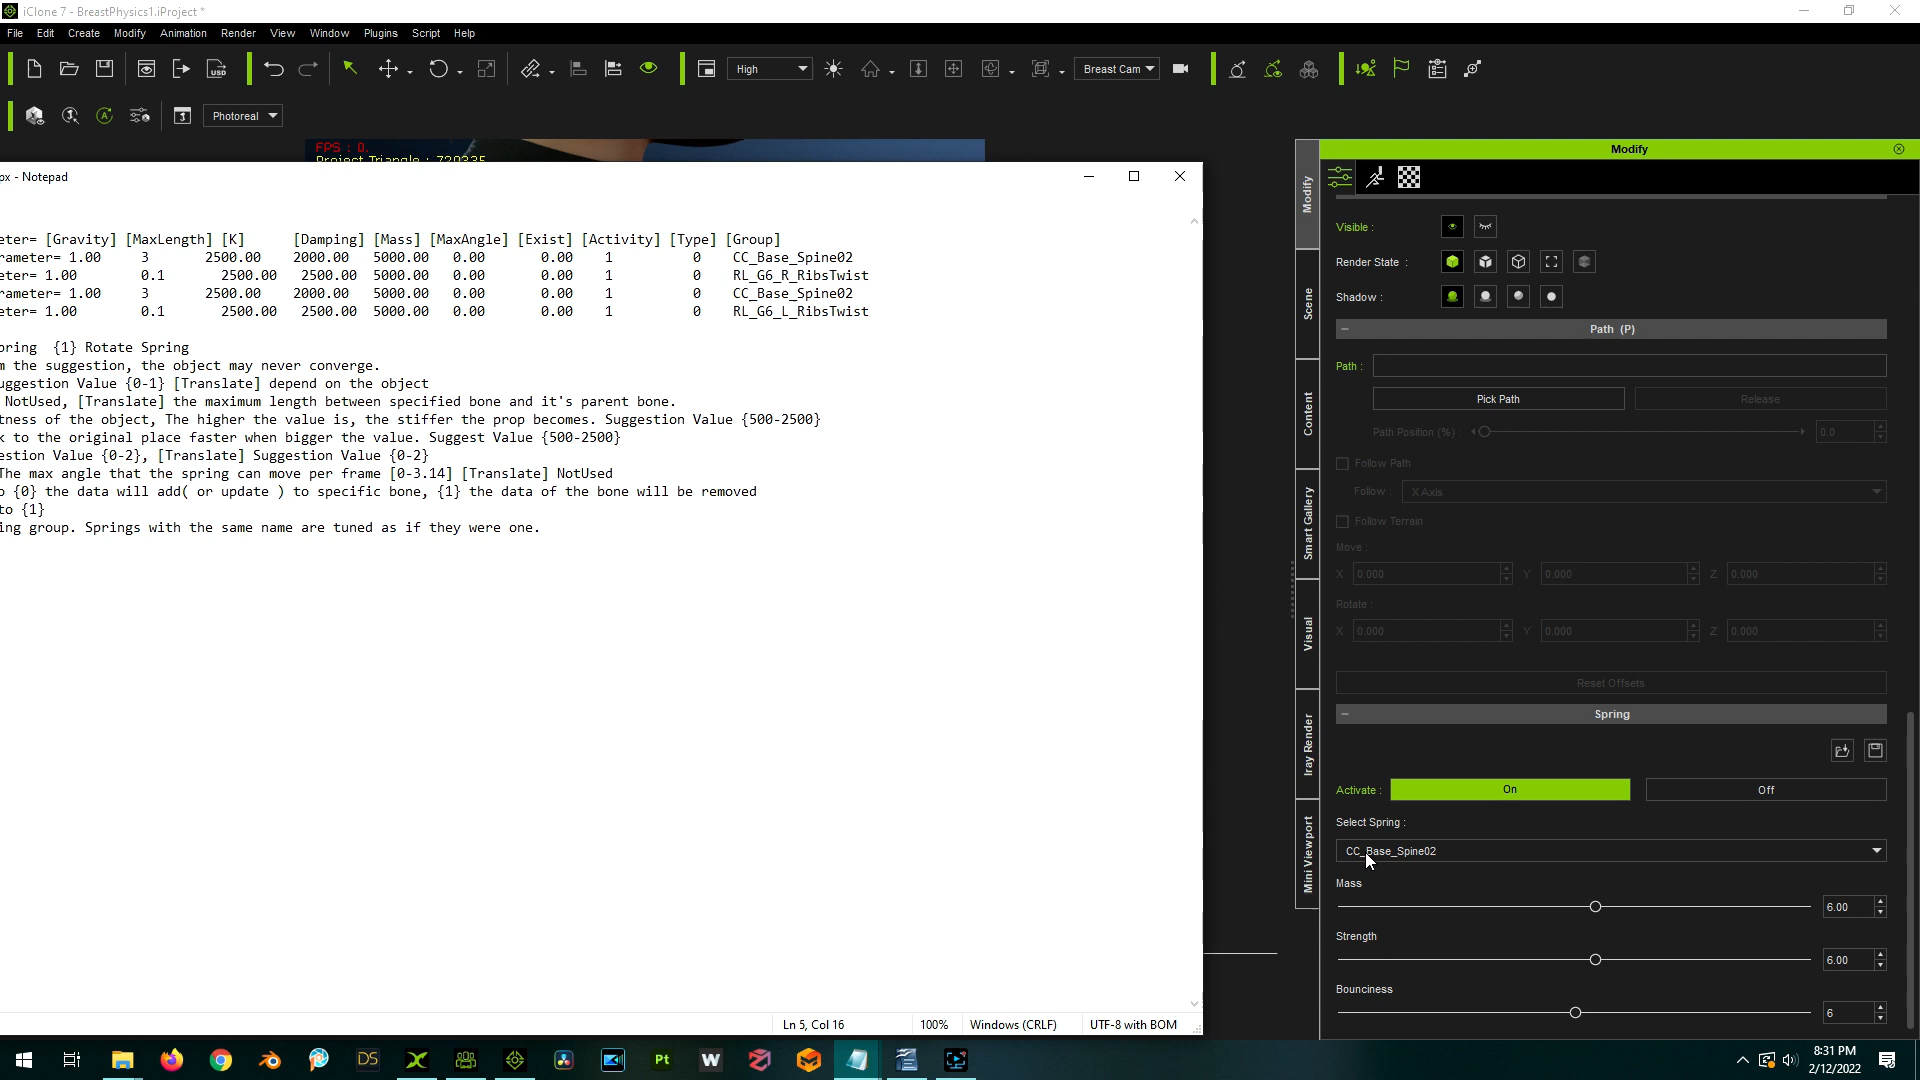 iClone 7 - BreastPhysics1.iProject *
File Edit Create Modify Animation Render View Window Plugins Script Help
High
Breast Cam
Photoreal
FPS : 0.
Project Triangle : 720335
px - Notepad
eter= [Gravity] [MaxLength] [K] [Damping] [Mass] [MaxAngle] [Exist] [Activity] [Type] [Group]
rameter= 1.00 3 2500.00 2000.00 5000.00 0.00 0.00 1 0 CC_Base_Spine02
eter= 1.00 0.1 2500.00 2500.00 5000.00 0.00 0.00 1 0 RL_G6_R_RibsTwist
rameter= 1.00 3 2500.00 2000.00 5000.00 0.00 0.00 1 0 CC_Base_Spine02
eter= 1.00 0.1 2500.00 2500.00 5000.00 0.00 0.00 1 0 RL_G6_L_RibsTwist
pring {1} Rotate Spring
m the suggestion, the object may never converge.
uggestion Value {0-1} [Translate] depend on the object
NotUsed, [Translate] the maximum length between specified bone and it's parent bone.
tness of the object, The higher the value is, the stiffer the prop becomes. Suggestion Value {500-2500}
k to the original place faster when bigger the value. Suggest Value {500-2500}
estion Value {0-2}, [Translate] Suggestion Value {0-2}
The max angle that the spring can move per frame [0-3.14] [Translate] NotUsed
o {0} the data will add( or update ) to specific bone, {1} the data of the bone will be removed
to {1}
ing group. Springs with the same name are tuned as if they were one.
Ln 5, Col 16
100%
Windows (CRLF)
UTF-8 with BOM
Modify
Scene
Content
Smart Gallery
Visual
Iray Render
Mini Viewport
Modify
Visible :
Render State :
Shadow :
Path (P)
Path :
Pick Path
Release
Path Position (%) :
0.0
Follow Path
Follow : X Axis
Follow Terrain
Move :
X 0.000 Y 0.000 Z 0.000
Rotate :
X 0.000 Y 0.000 Z 0.000
Reset Offsets
Spring
Activate : On Off
Select Spring :
CC_Base_Spine02
Mass
6.00
Strength
6.00
Bounciness
6
DS
Pt
W
8:31 PM
2/12/2022